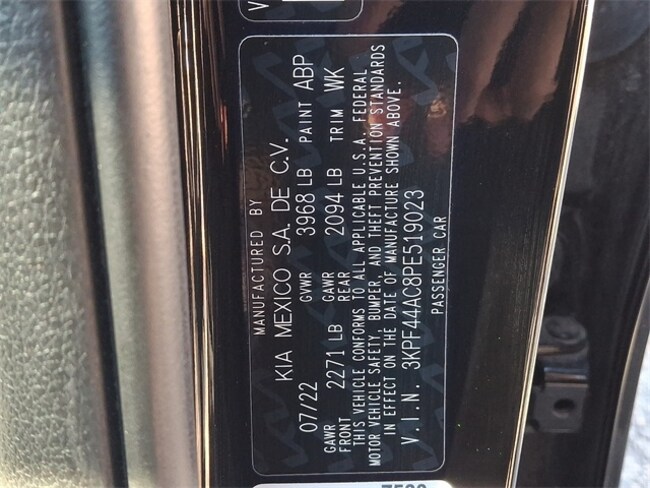 MANUFACTURED BY
KIA MEXICO S.A. DE C.V.
07/22 GVWR 3968 LB PAINT ABP
GAWR FRONT 2271 LB GAWR REAR 2094 LB TRIM WK
THIS VEHICLE CONFORMS TO ALL APPLICABLE U.S.A. FEDERAL
MOTOR VEHICLE SAFETY, BUMPER, AND THEFT PREVENTION STANDARDS
IN EFFECT ON THE DATE OF MANUFACTURE SHOWN ABOVE.
V.I.N. 3KPF44AC8PE519023
PASSENGER CAR